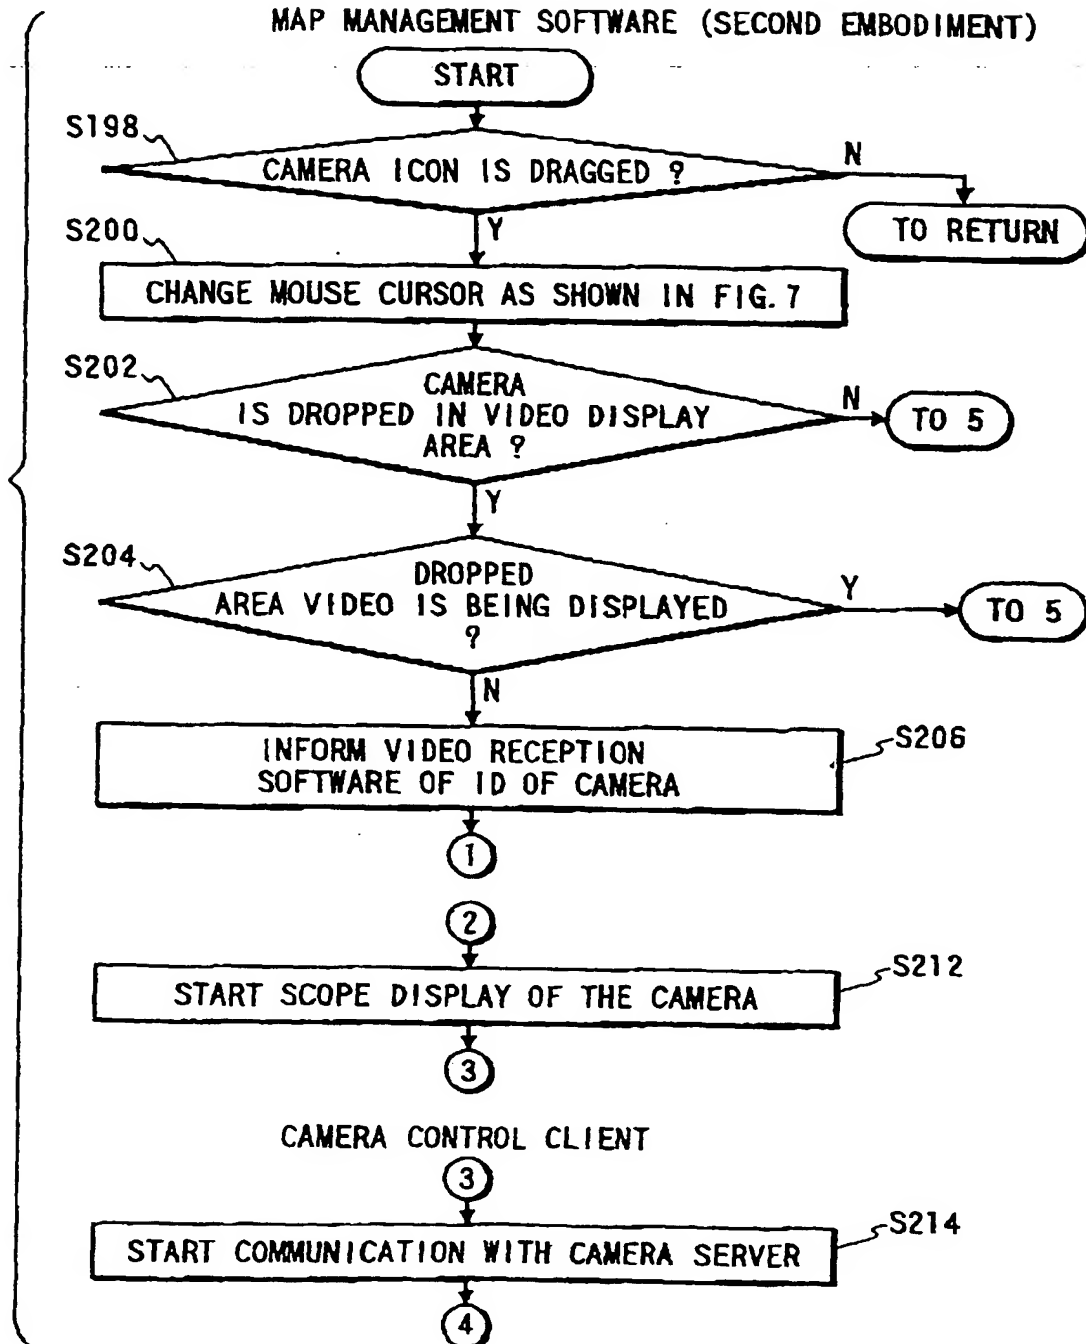 MAP MANAGEMENT SOFTWARE (SECOND EMBODIMENT)
START
S198
CAMERA ICON IS DRAGGED ?
N
TO RETURN
Y
S200
CHANGE MOUSE CURSOR AS SHOWN IN FIG. 7
S202
CAMERA
IS DROPPED IN VIDEO DISPLAY
AREA ?
N
TO 5
Y
S204
DROPPED
AREA VIDEO IS BEING DISPLAYED
?
Y
TO 5
N
S206
INFORM VIDEO RECEPTION
SOFTWARE OF ID OF CAMERA
1
2
S212
START SCOPE DISPLAY OF THE CAMERA
3
CAMERA CONTROL CLIENT
3
S214
START COMMUNICATION WITH CAMERA SERVER
4